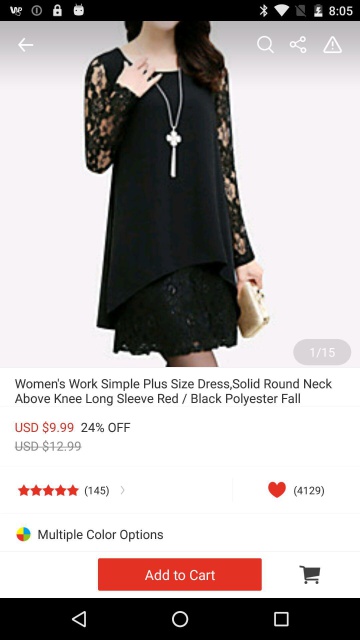 8:05
1/15
Women's Work Simple Plus Size Dress,Solid Round Neck
Above Knee Long Sleeve Red / Black Polyester Fall
USD $9.99 24% OFF
USD $12.99
(145)
(4129)
Multiple Color Options
Add to Cart